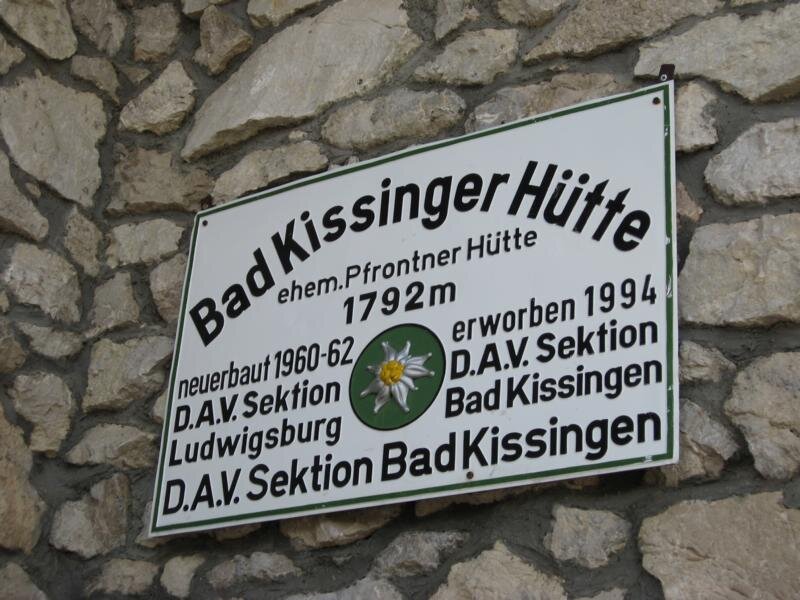 Bad Kissinger Hütte
ehem. Pfrontner Hütte
1792 m
neuerbaut 1960-62
D.A.V. Sektion
Ludwigsburg
erworben 1994
D.A.V. Sektion
Bad Kissingen
D.A.V. Sektion Bad Kissingen